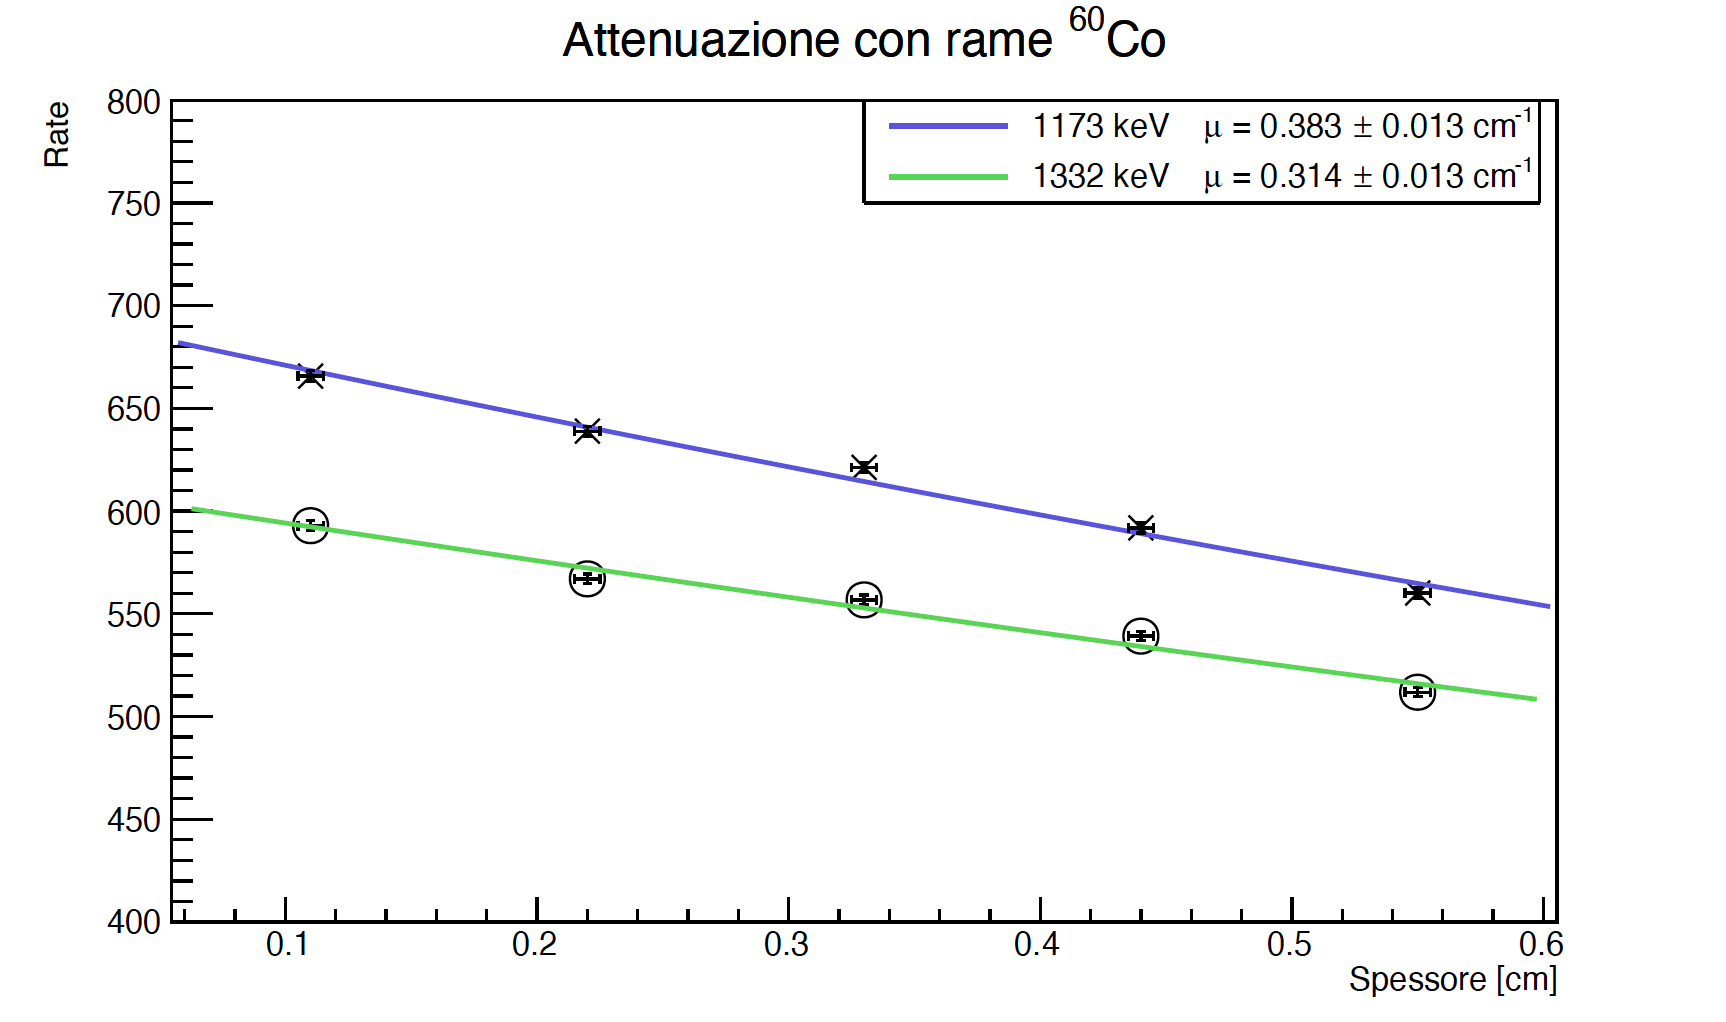 Attenuazione con rame ⁶⁰Co
Rate
800
750
700
650
600
550
500
450
400
1173 keV μ = 0.383 ± 0.013 cm⁻¹
1332 keV μ = 0.314 ± 0.013 cm⁻¹
0.1 0.2 0.3 0.4 0.5 0.6
Spessore [cm]